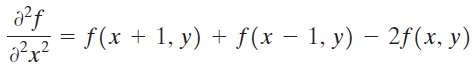 ∂²f/∂²x² = f(x + 1, y) + f(x − 1, y) − 2f(x, y)